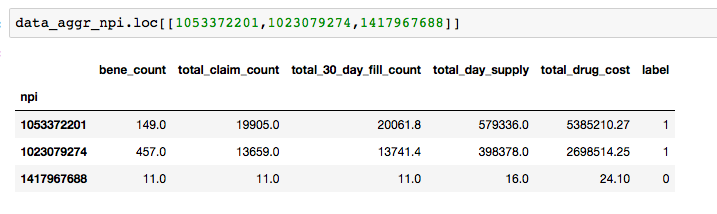 data_aggr_npi.loc[[1053372201,1023079274,1417967688]]
bene_count total_claim_count total_30_day_fill_count total_day_supply total_drug_cost label
npi
1053372201 149.0 19905.0 20061.8 579336.0 5385210.27 1
1023079274 457.0 13659.0 13741.4 398378.0 2698514.25 1
1417967688 11.0 11.0 11.0 16.0 24.10 0